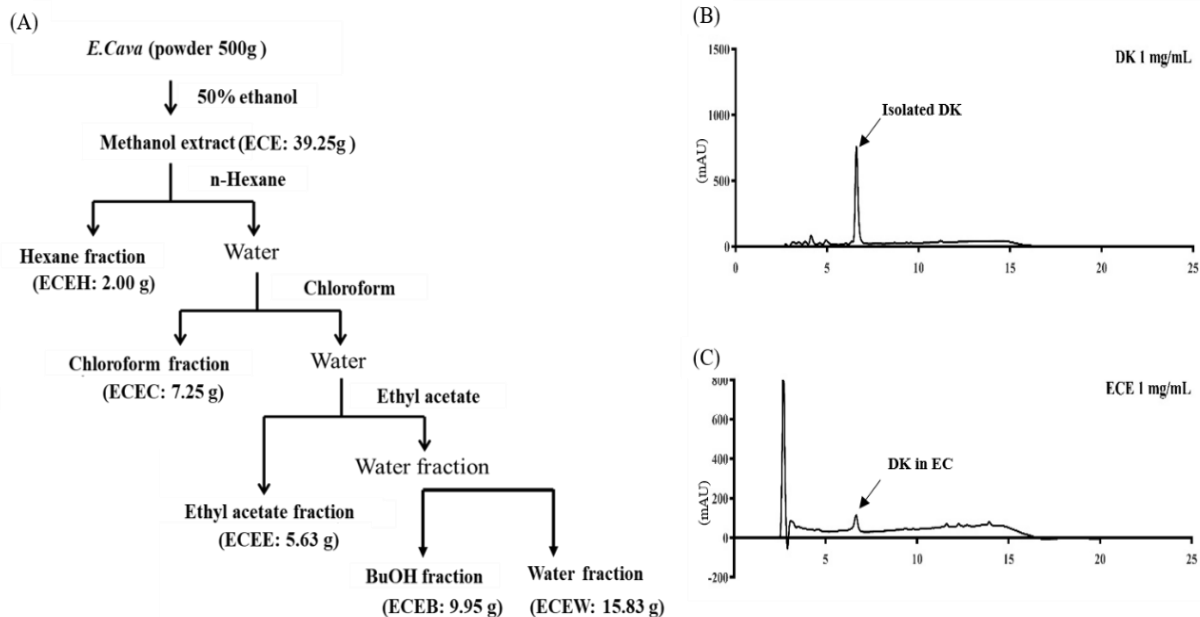 (A)
E.Cava (powder 500g )
50% ethanol
Methanol extract (ECE: 39.25g )
n-Hexane
Hexane fraction
(ECEH: 2.00 g)
Water
Chloroform
Chloroform fraction
(ECEC: 7.25 g)
Water
Ethyl acetate
Ethyl acetate fraction
(ECEE: 5.63 g)
Water fraction
BuOH fraction
(ECEB: 9.95 g)
Water fraction
(ECEW: 15.83 g)
(B)
DK 1 mg/mL
Isolated DK
(mAU)
1500
1000
500
0
0 5 10 15 20 25
(C)
ECE 1 mg/mL
DK in EC
(mAU)
800
600
400
200
0
-200
5 10 15 20 25